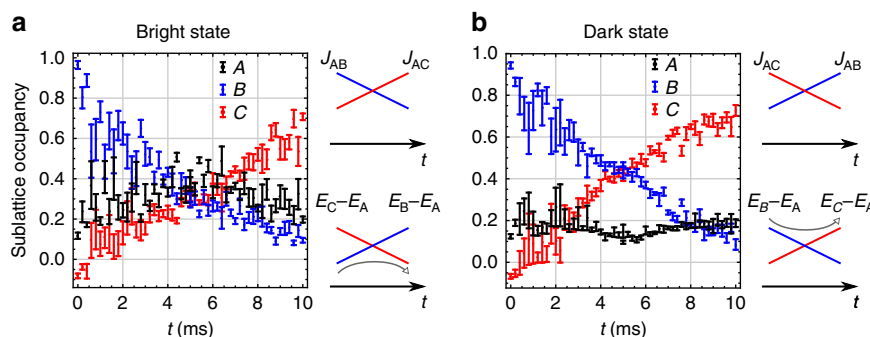 a
Bright state
Sublattice occupancy
1.0
0.8
0.6
0.4
0.2
0.0
A
B
C
0 2 4 6 8 10
t (ms)
J_AB J_AC
t
E_C–E_A E_B–E_A
t
b
Dark state
1.0
0.8
0.6
0.4
0.2
0.0
A
B
C
0 2 4 6 8 10
t (ms)
J_AC J_AB
t
E_B–E_A E_C–E_A
t